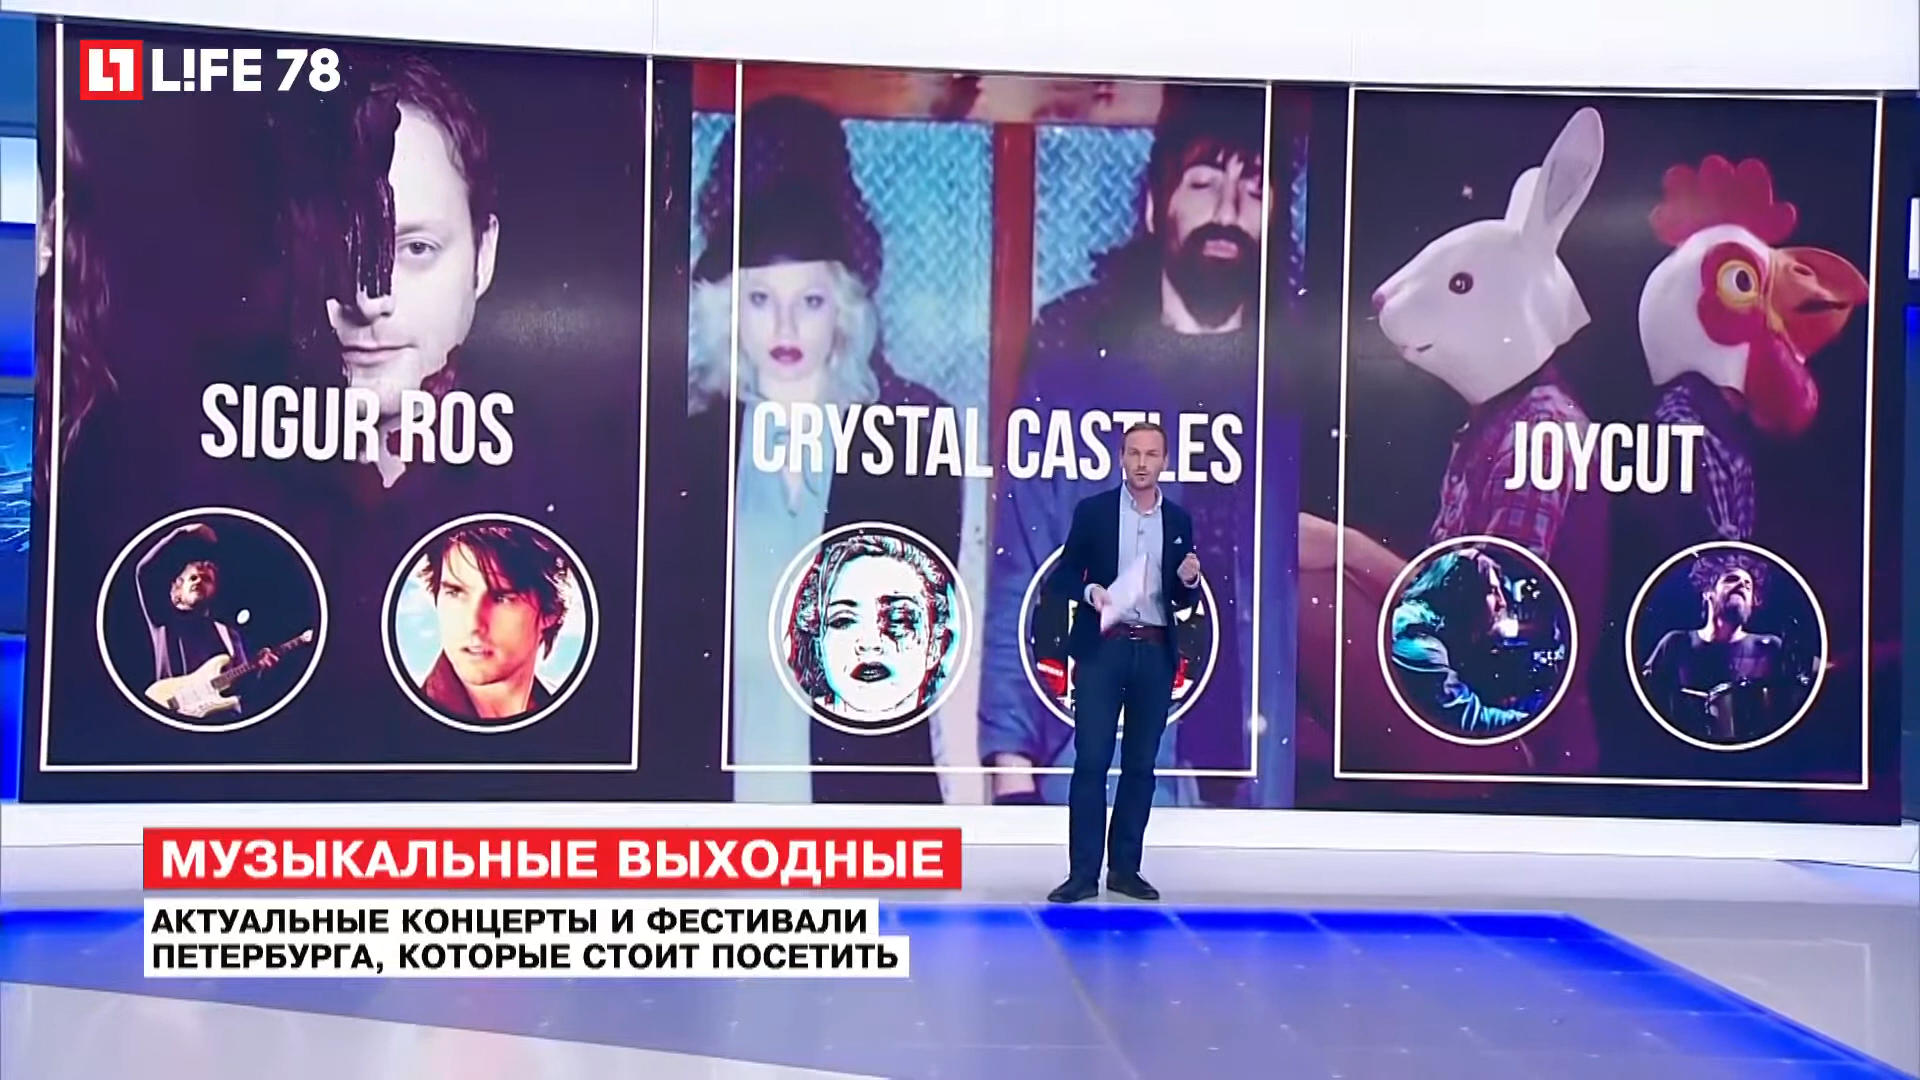 L!FE 78
SIGUR ROS
CRYSTAL CASTLES
JOYCUT
МУЗЫКАЛЬНЫЕ ВЫХОДНЫЕ
АКТУАЛЬНЫЕ КОНЦЕРТЫ И ФЕСТИВАЛИ
ПЕТЕРБУРГА, КОТОРЫЕ СТОИТ ПОСЕТИТЬ